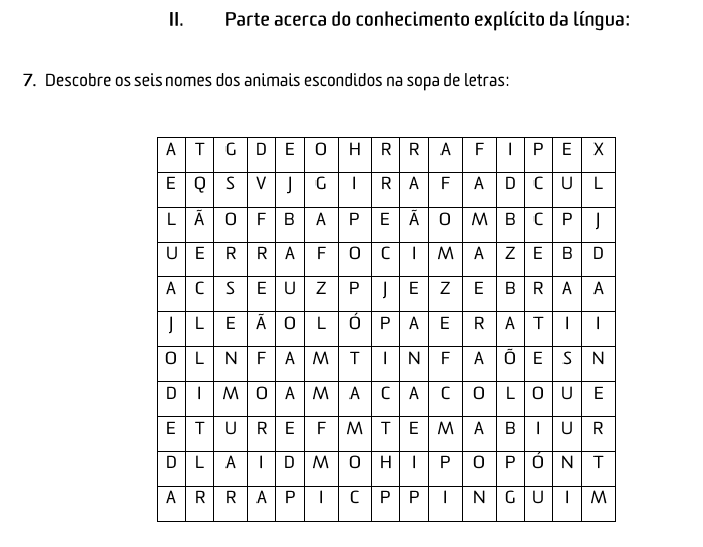 II. Parte acerca do conhecimento explícito da língua:
7. Descobre os seis nomes dos animais escondidos na sopa de letras:
A T G D E O H R R A F I P E X
E Q S V J G I R A F A D C U L
L Ã O F B A P E Ã O M B C P J
U E R R A F O C I M A Z E B D
A C S E U Z P J E Z E B R A A
J L E Ã O L Ó P A E R A T I I
O L N F A M T I N F A Õ E S N
D I M O A M A C A C O L O U E
E T U R E F M T E M A B I U R
D L A I D M O H I P O P Ó N T
A R R A P I C P P I N G U I M